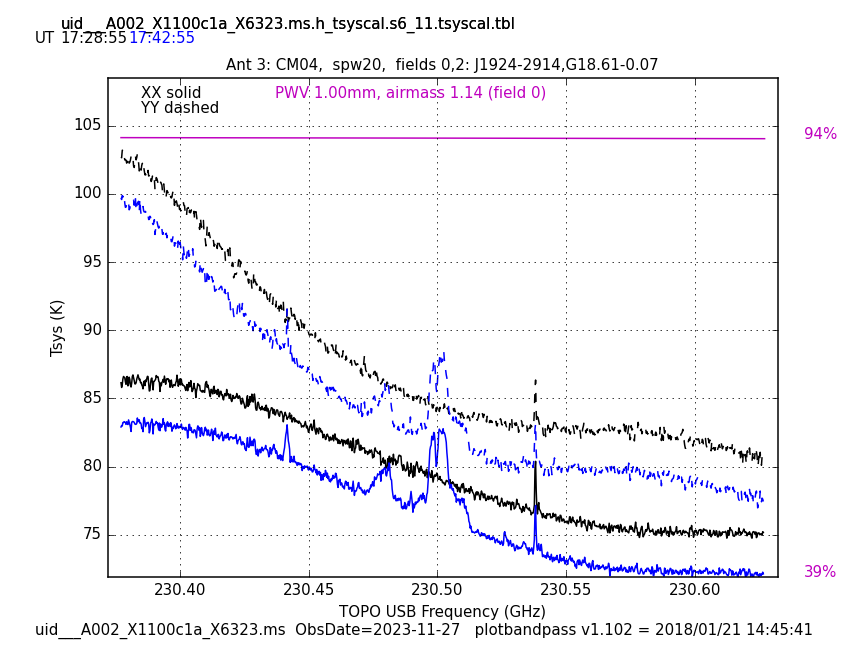 uid___A002_X1100c1a_X6323.ms.h_tsyscal.s6_11.tsyscal.tbl
UT 17:28:55 17:42:55
Ant 3: CM04, spw20, fields 0,2: J1924-2914,G18.61-0.07
XX solid PWV 1.00mm, airmass 1.14 (field 0)
YY dashed
105
94%
100
95
90
Tsys (K)
85
80
75
39%
230.40 230.45 230.50 230.55 230.60
TOPO USB Frequency (GHz)
uid___A002_X1100c1a_X6323.ms ObsDate=2023-11-27 plotbandpass v1.102 = 2018/01/21 14:45:41